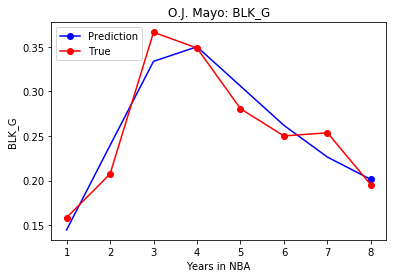 O.J. Mayo: BLK_G
Prediction
True
BLK_G
0.35
0.30
0.25
0.20
0.15
1 2 3 4 5 6 7 8
Years in NBA